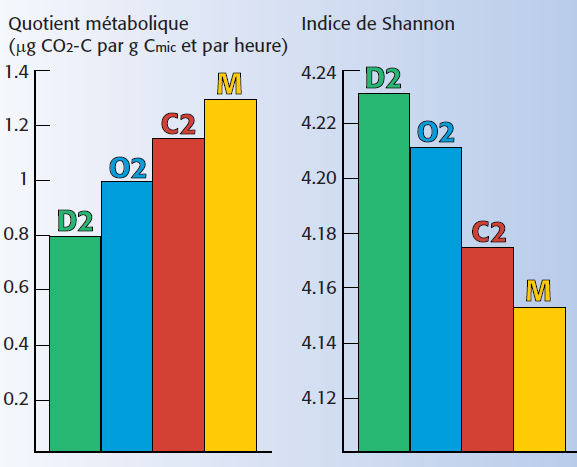 Quotient métabolique
(µg CO2-C par g Cmic et par heure)
1.4
1.2
1
0.8
0.6
0.4
0.2
D2
O2
C2
M
Indice de Shannon
4.24
4.22
4.20
4.18
4.16
4.14
4.12
D2
O2
C2
M